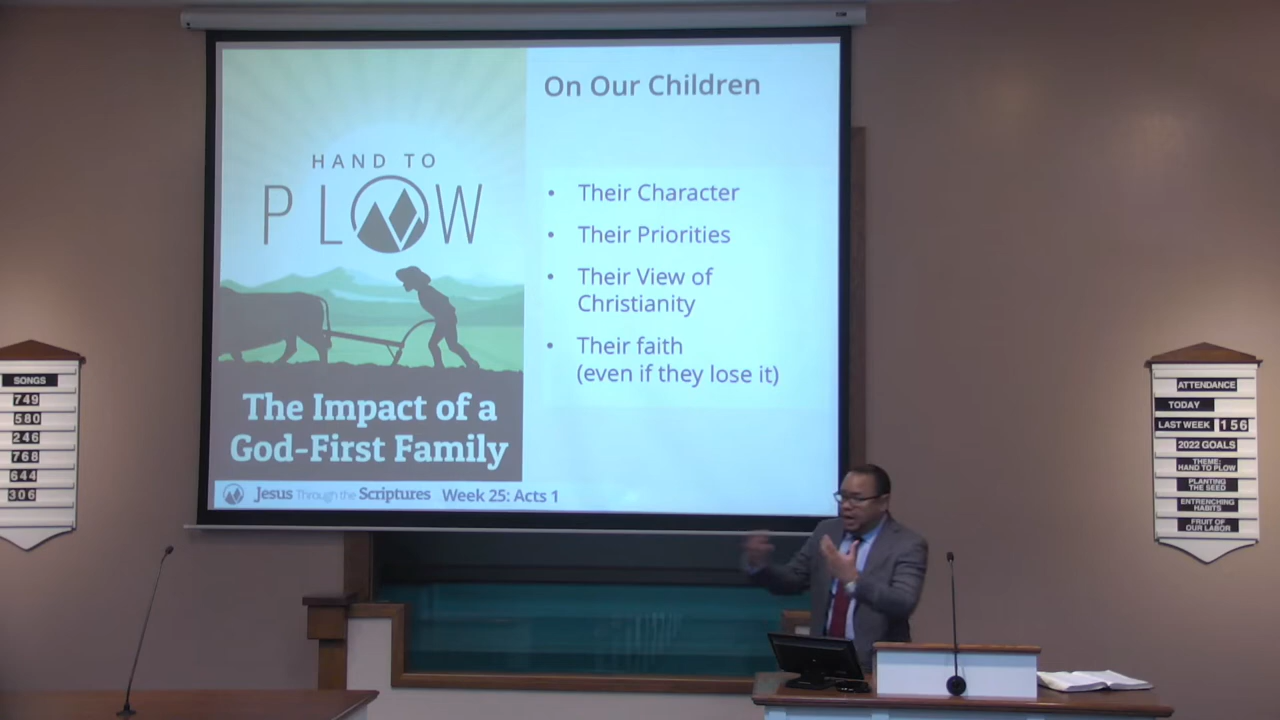 HAND TO
PLOW
The Impact of a
God-First Family
Jesus Through the Scriptures Week 25: Acts 1
On Our Children
• Their Character
• Their Priorities
• Their View of
Christianity
• Their faith
(even if they lose it)
SONGS
749
580
246
768
644
306
ATTENDANCE
TODAY
LAST WEEK 156
2022 GOALS
THEME:
HAND TO PLOW
PLANTING
THE SEED
ENTRENCHING
HABITS
FRUIT OF
OUR LABOR